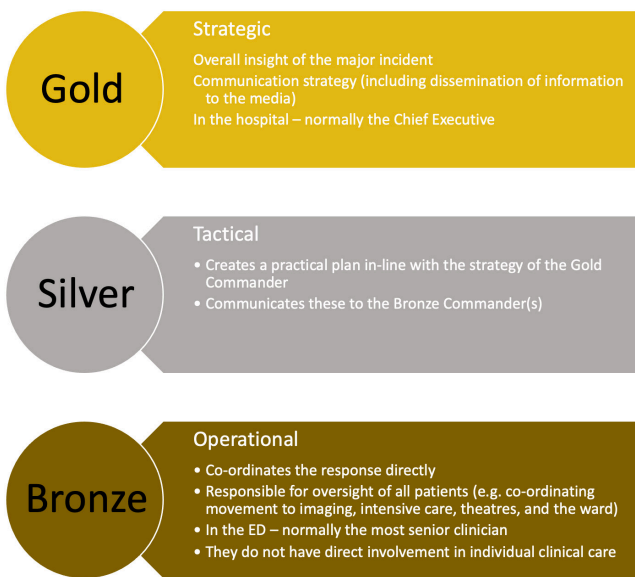 Gold
Strategic
Overall insight of the major incident
Communication strategy (including dissemination of information
to the media)
In the hospital – normally the Chief Executive
Silver
Tactical
• Creates a practical plan in-line with the strategy of the Gold
Commander
• Communicates these to the Bronze Commander(s)
Bronze
Operational
• Co-ordinates the response directly
• Responsible for oversight of all patients (e.g. co-ordinating
movement to imaging, intensive care, theatres, and the ward)
• In the ED – normally the most senior clinician
• They do not have direct involvement in individual clinical care